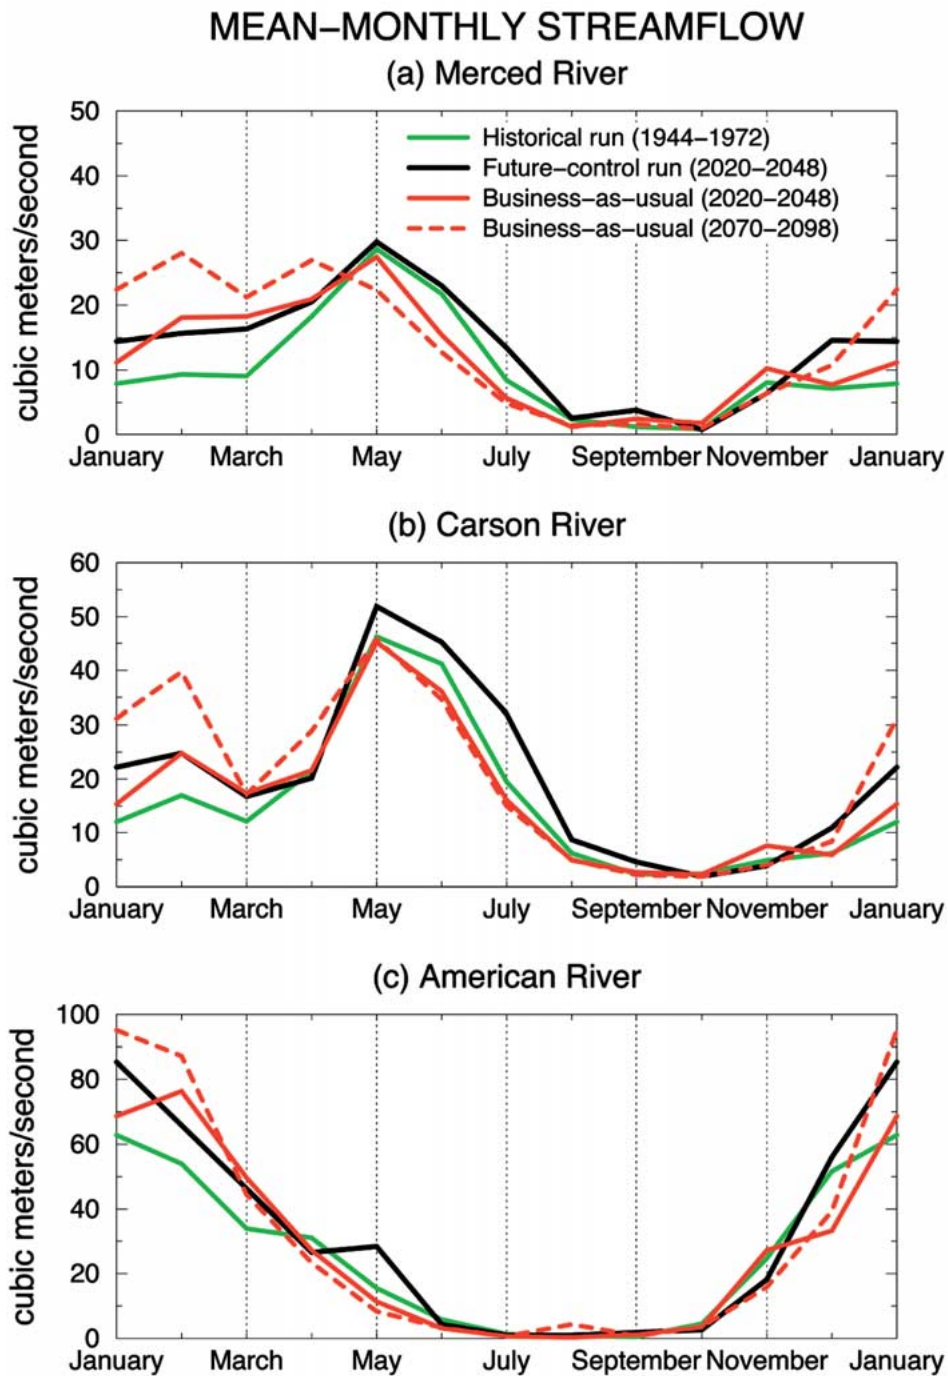 MEAN–MONTHLY STREAMFLOW
(a) Merced River
cubic meters/second
50
40
30
20
10
0
Historical run (1944–1972)
Future–control run (2020–2048)
Business–as–usual (2020–2048)
Business–as–usual (2070–2098)
January March May July September November January
(b) Carson River
cubic meters/second
60
50
40
30
20
10
0
January March May July September November January
(c) American River
cubic meters/second
100
80
60
40
20
0
January March May July September November January